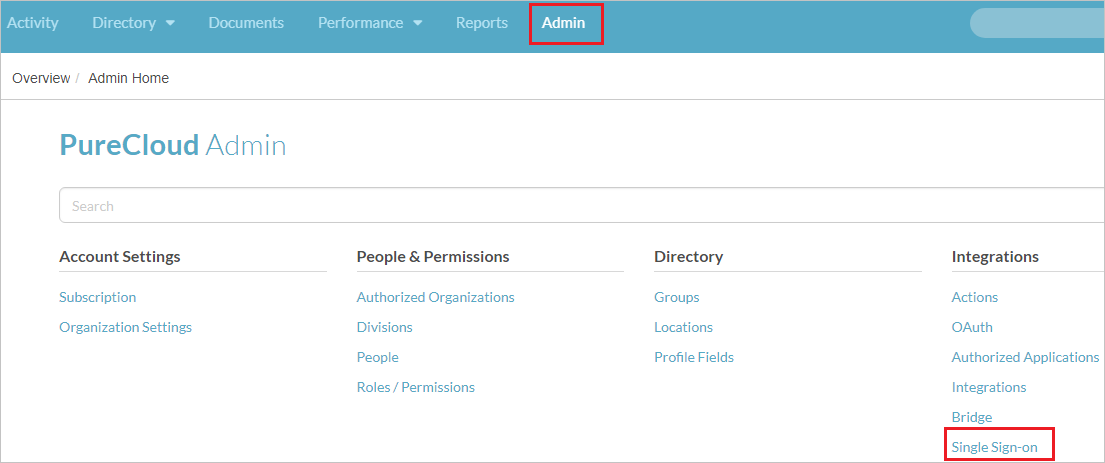 Activity Directory Documents Performance Reports Admin
Overview / Admin Home
PureCloud Admin
Search
Account Settings
Subscription
Organization Settings
People & Permissions
Authorized Organizations
Divisions
People
Roles / Permissions
Directory
Groups
Locations
Profile Fields
Integrations
Actions
OAuth
Authorized Applications
Integrations
Bridge
Single Sign-on